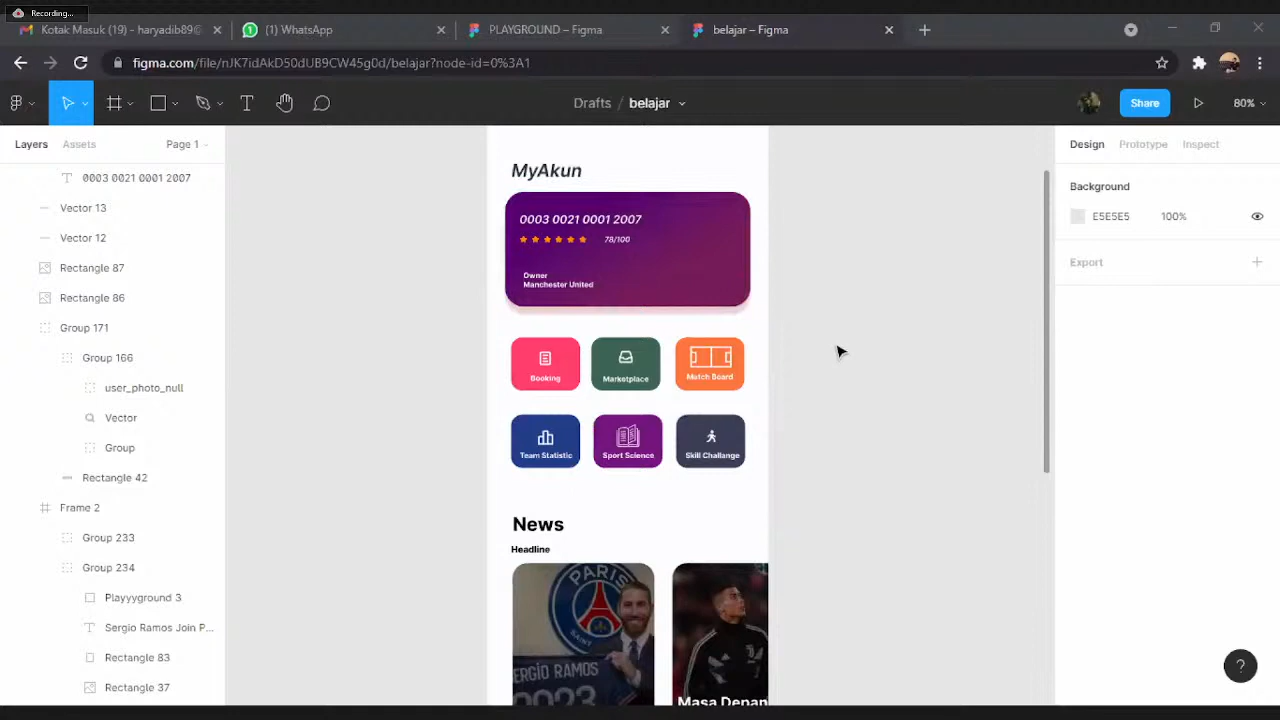 Recording...
Kotak Masuk (19) - haryadib89@
(1) WhatsApp
PLAYGROUND – Figma
belajar – Figma
figma.com/file/nJK7idAkD50dUB9CW45g0d/belajar?node-id=0%3A1
Drafts / belajar
Share
80%
Layers
Assets
Page 1
0003 0021 0001 2007
Vector 13
Vector 12
Rectangle 87
Rectangle 86
Group 171
Group 166
user_photo_null
Vector
Group
Rectangle 42
Frame 2
Group 233
Group 234
Playyyground 3
Sergio Ramos Join P...
Rectangle 83
Rectangle 37
MyAkun
0003 0021 0001 2007
78/100
Owner
Manchester United
Booking
Marketplace
Match Board
Team Statistic
Sport Science
Skill Challange
News
Headline
PARIS
SAINT
ERGIO RAMOS
2023
Masa Depan
Design
Prototype
Inspect
Background
E5E5E5
100%
Export
?